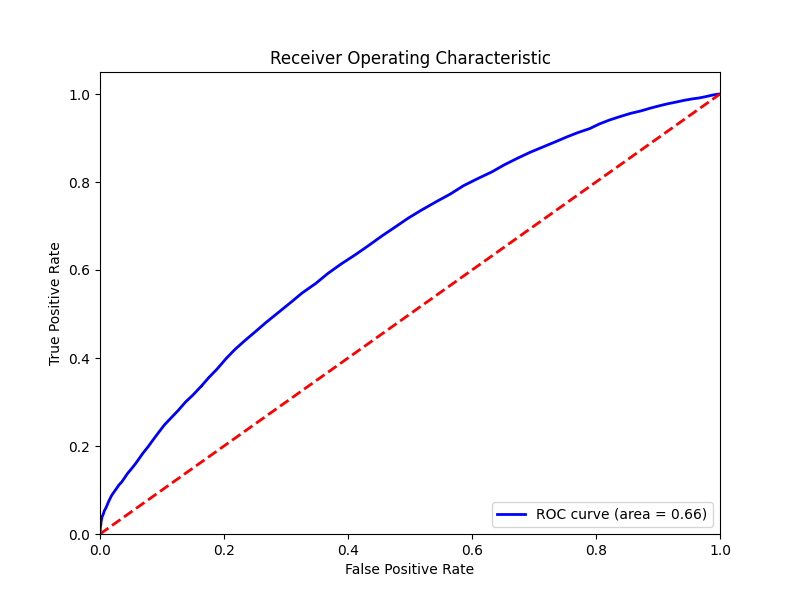 Receiver Operating Characteristic
1.0
0.8
0.6
0.4
0.2
0.0
True Positive Rate
ROC curve (area = 0.66)
0.0 0.2 0.4 0.6 0.8 1.0
False Positive Rate